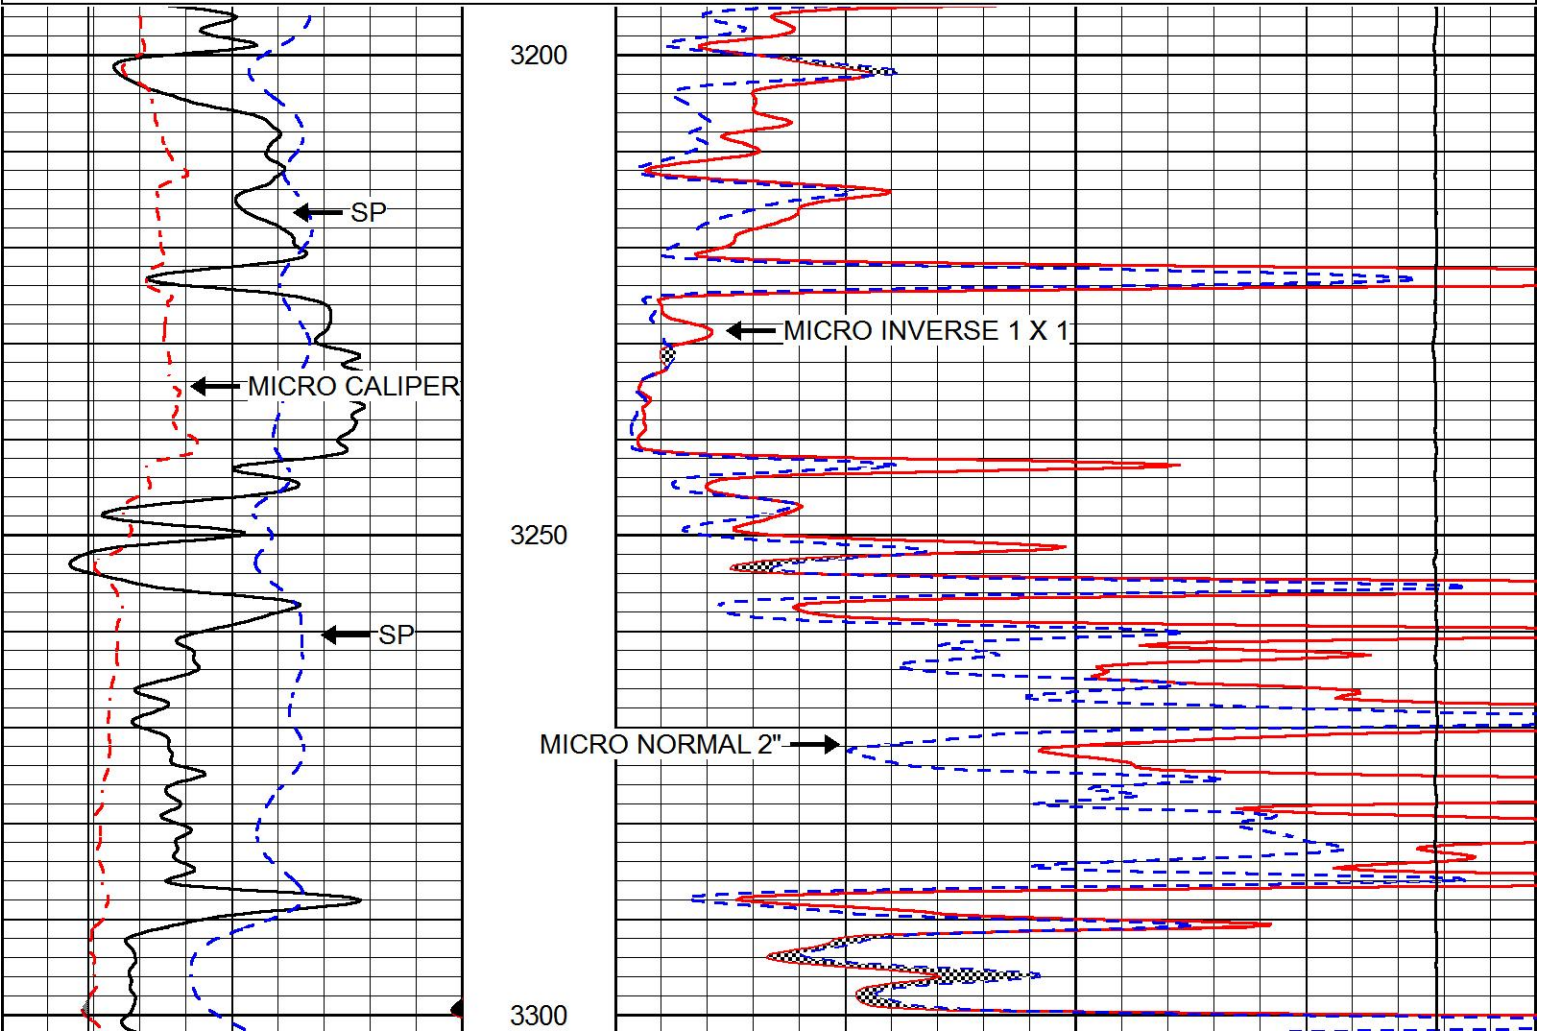 3200
SP
MICRO INVERSE 1 X 1
MICRO CALIPER
3250
SP
MICRO NORMAL 2"
3300